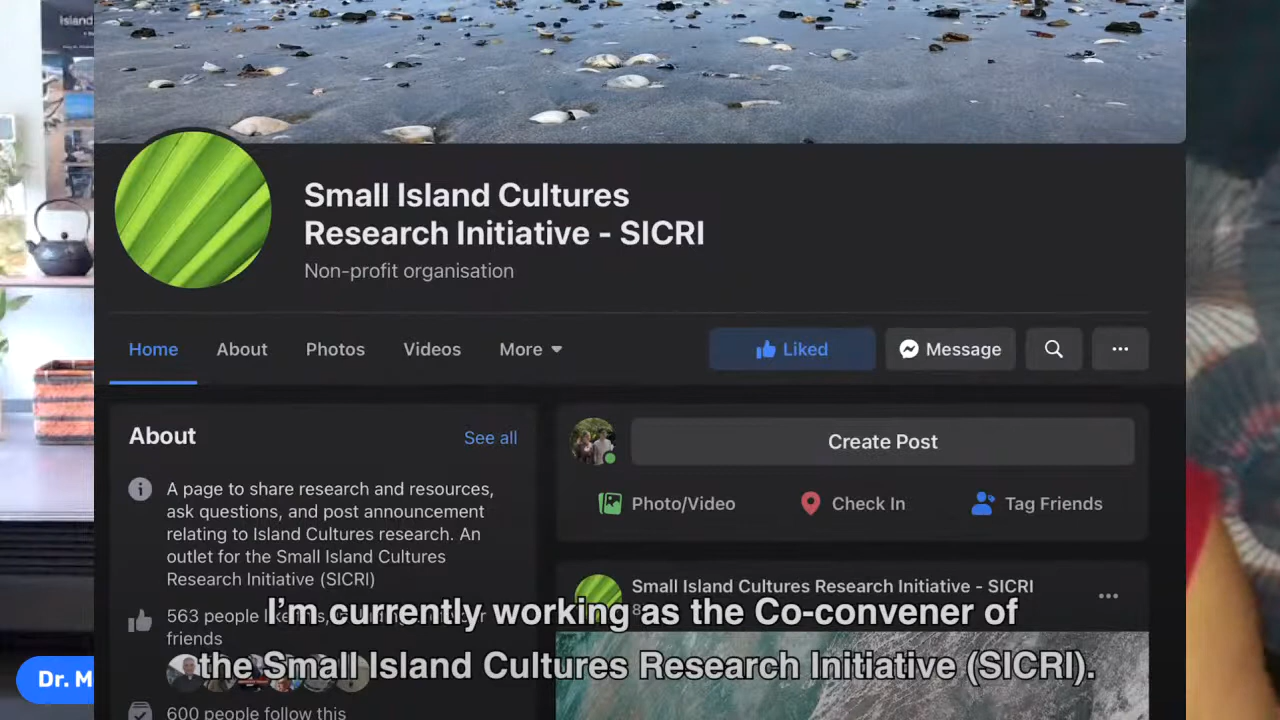 Island
Small Island Cultures
Research Initiative - SICRI
Non-profit organisation
Home
About
Photos
Videos
More
Liked
Message
About
See all
A page to share research and resources,
ask questions, and post announcement
relating to Island Cultures research. An
outlet for the Small Island Cultures
Research Initiative (SICRI)
563 people
friends
600 people follow this
Create Post
Photo/Video
Check In
Tag Friends
Small Island Cultures Research Initiative - SICRI
I'm currently working as the Co-convener of
the Small Island Cultures Research Initiative (SICRI).
Dr. M